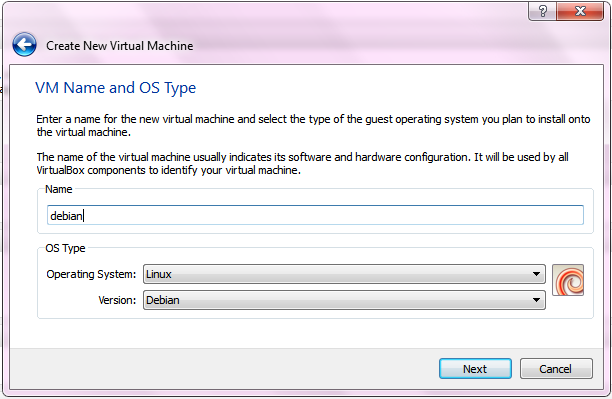 ?
Create New Virtual Machine
VM Name and OS Type
Enter a name for the new virtual machine and select the type of the guest operating system you plan to install onto
the virtual machine.
The name of the virtual machine usually indicates its software and hardware configuration. It will be used by all
VirtualBox components to identify your virtual machine.
Name
debian
OS Type
Operating System: Linux
Version: Debian
Next Cancel